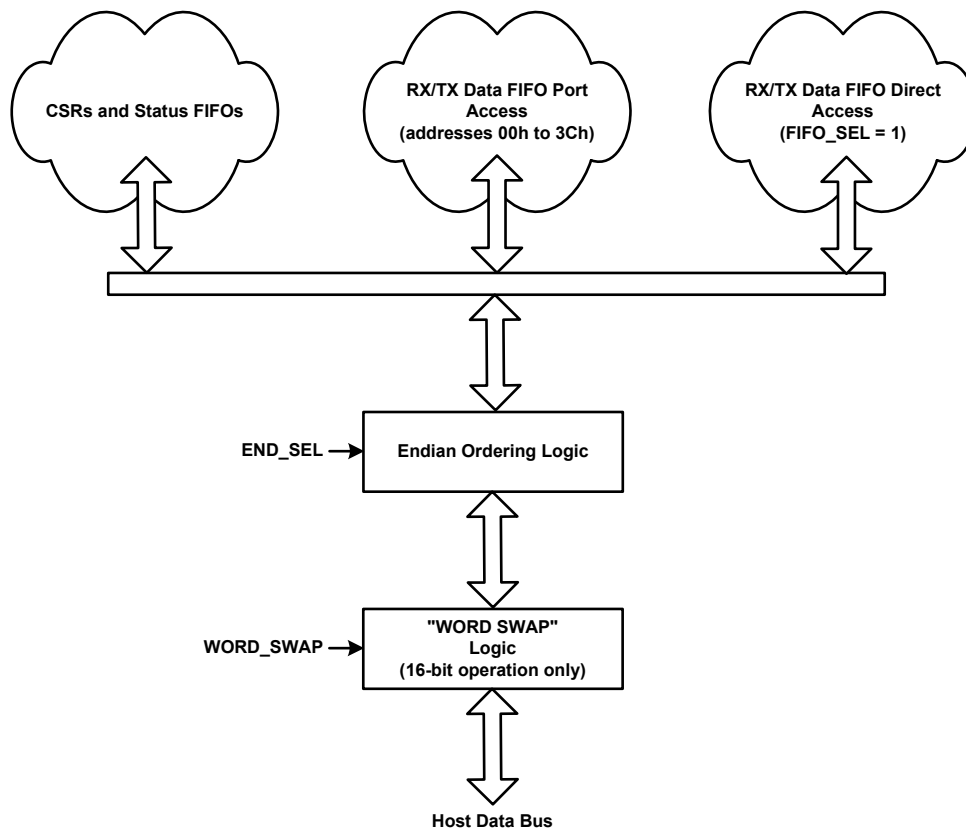 CSRs and Status FIFOs
RX/TX Data FIFO Port
Access
(addresses 00h to 3Ch)
RX/TX Data FIFO Direct
Access
(FIFO_SEL = 1)
END_SEL
Endian Ordering Logic
WORD_SWAP
"WORD SWAP"
Logic
(16-bit operation only)
Host Data Bus